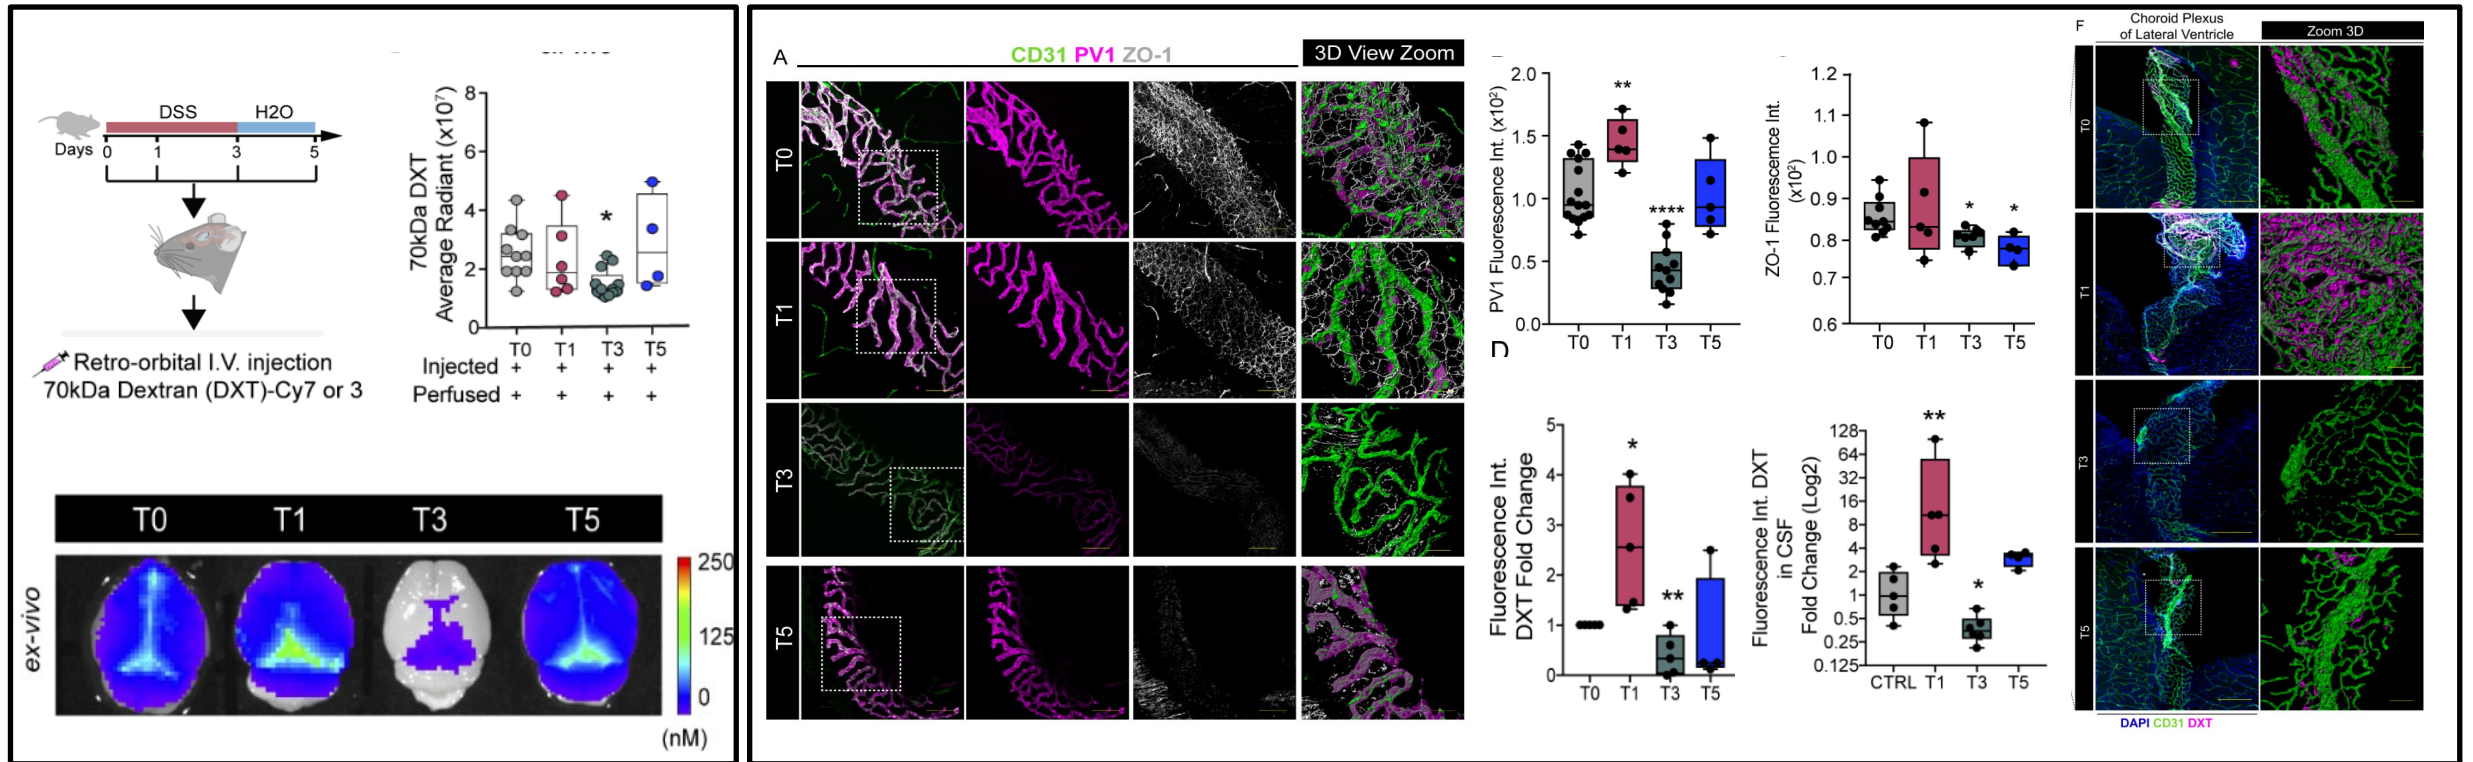 DSS H2O
Days 0 1 3 5
Retro-orbital I.V. injection
70kDa Dextran (DXT)-Cy7 or 3
70kDa DXT
Average Radiant (x10⁷)
8
6
4
2
0
*
T0 T1 T3 T5
Injected + + + +
Perfused + + + +
T0 T1 T3 T5
ex-vivo
250
125
0
(nM)
A CD31 PV1 ZO-1 3D View Zoom
T0
T1
T3
T5
PV1 Fluorescence Int. (x10²)
2.0
1.5
1.0
0.5
0.0
**
****
T0 T1 T3 T5
ZO-1 Fluorescence Int.
(x10²)
1.2
1.1
1.0
0.9
0.8
0.7
0.6
* *
T0 T1 T3 T5
D
Fluorescence Int.
DXT Fold Change
5
4
3
2
1
0
*
**
T0 T1 T3 T5
Fluorescence Int. DXT
in CSF
Fold Change (Log2)
128
64
32
16
8
4
2
1
0.5
0.25
0.125
**
*
CTRL T1 T3 T5
F
Choroid Plexus
of Lateral Ventricle
Zoom 3D
T0
T1
T3
T5
DAPI CD31 DXT